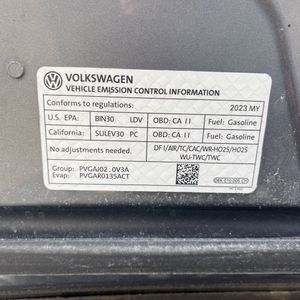 VOLKSWAGEN
VEHICLE EMISSION CONTROL INFORMATION
Conforms to regulations: 2023 MY
U.S. EPA: BIN30 LDV OBD: CA II Fuel: Gasoline
California: SULEV30 PC OBD: CA II Fuel: Gasoline
No adjustments needed. DFI/AIR/TC/CAC/WR-HO2S/HO2S
WU-TWC/TWC
Group: PVGAJ02.0V3A
Evap: PVGAR0135ACT